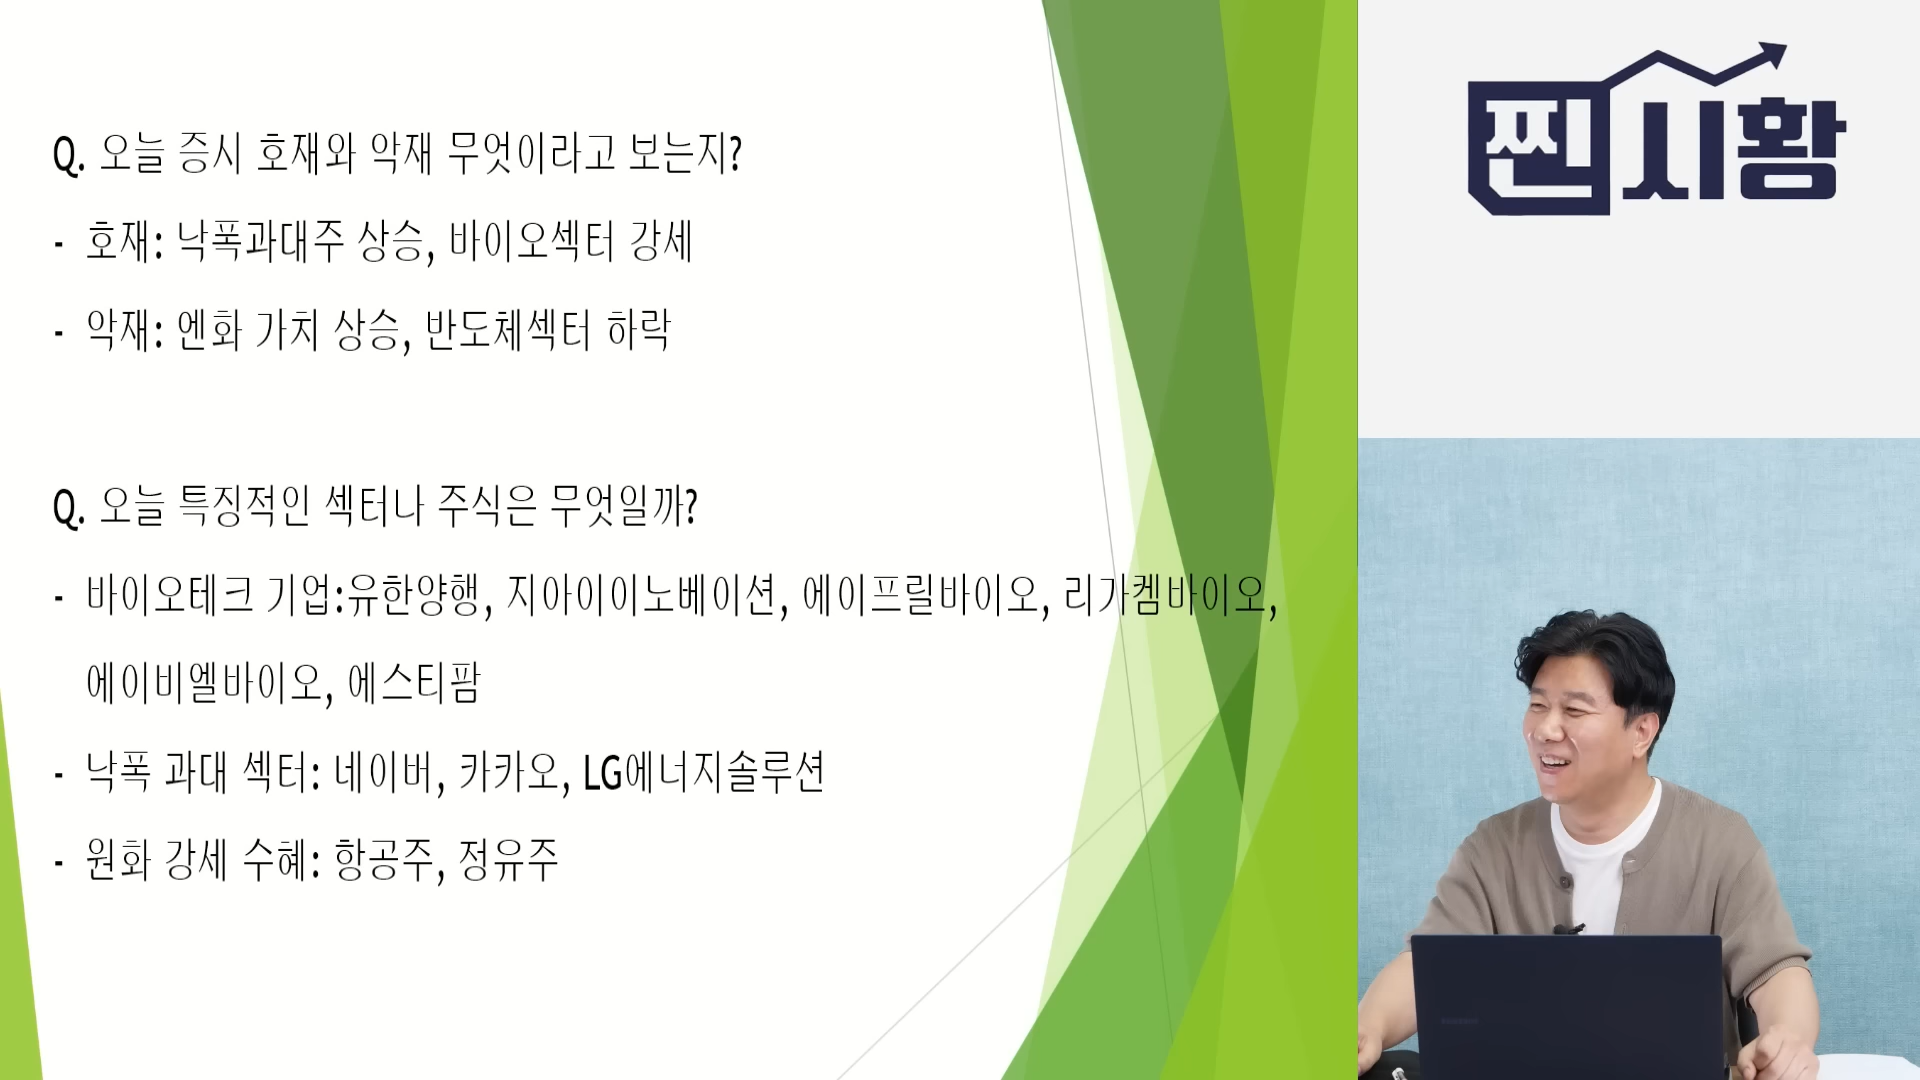 Q. 오늘 증시 호재와 악재 무엇이라고 보는지?
- 호재: 낙폭과대주 상승, 바이오섹터 강세
- 악재: 엔화 가치 상승, 반도체섹터 하락
Q. 오늘 특징적인 섹터나 주식은 무엇일까?
- 바이오테크 기업:유한양행, 지아이이노베이션, 에이프릴바이오, 리가켐바이오,
에이비엘바이오, 에스티팜
- 낙폭 과대 섹터: 네이버, 카카오, LG에너지솔루션
- 원화 강세 수혜: 항공주, 정유주
찐시황